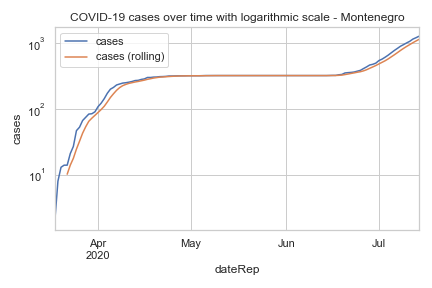 COVID-19 cases over time with logarithmic scale - Montenegro
cases
cases (rolling)
10³
10²
10¹
cases
Apr
2020
May
Jun
Jul
dateRep